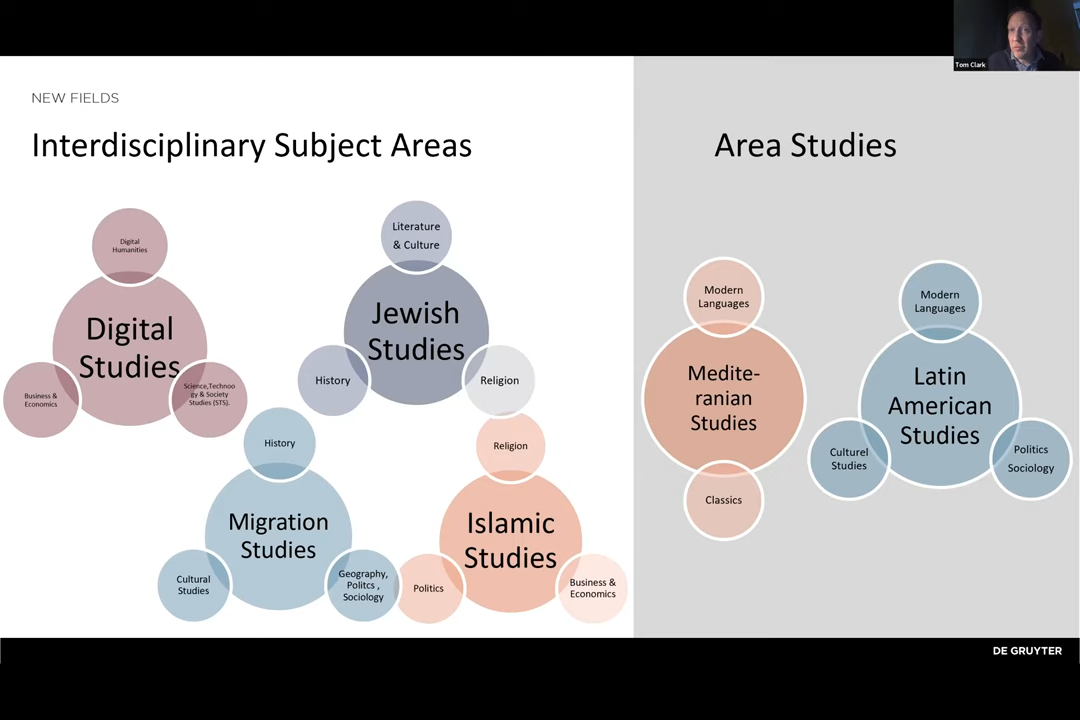 Tom Clark
NEW FIELDS
Interdisciplinary Subject Areas
Area Studies
Digital
Humanities
Digital
Studies
Business &
Economics
Science,Techno
gy & Society
Studies (STS).
Literature
& Culture
Jewish
Studies
History
Religion
History
Migration
Studies
Cultural
Studies
Geography,
Politcs ,
Sociology
Religion
Islamic
Studies
Politics
Business &
Economics
Modern
Languages
Medite-
ranian
Studies
Classics
Modern
Languages
Latin
American
Studies
Culturel
Studies
Politics
Sociology
DE GRUYTER